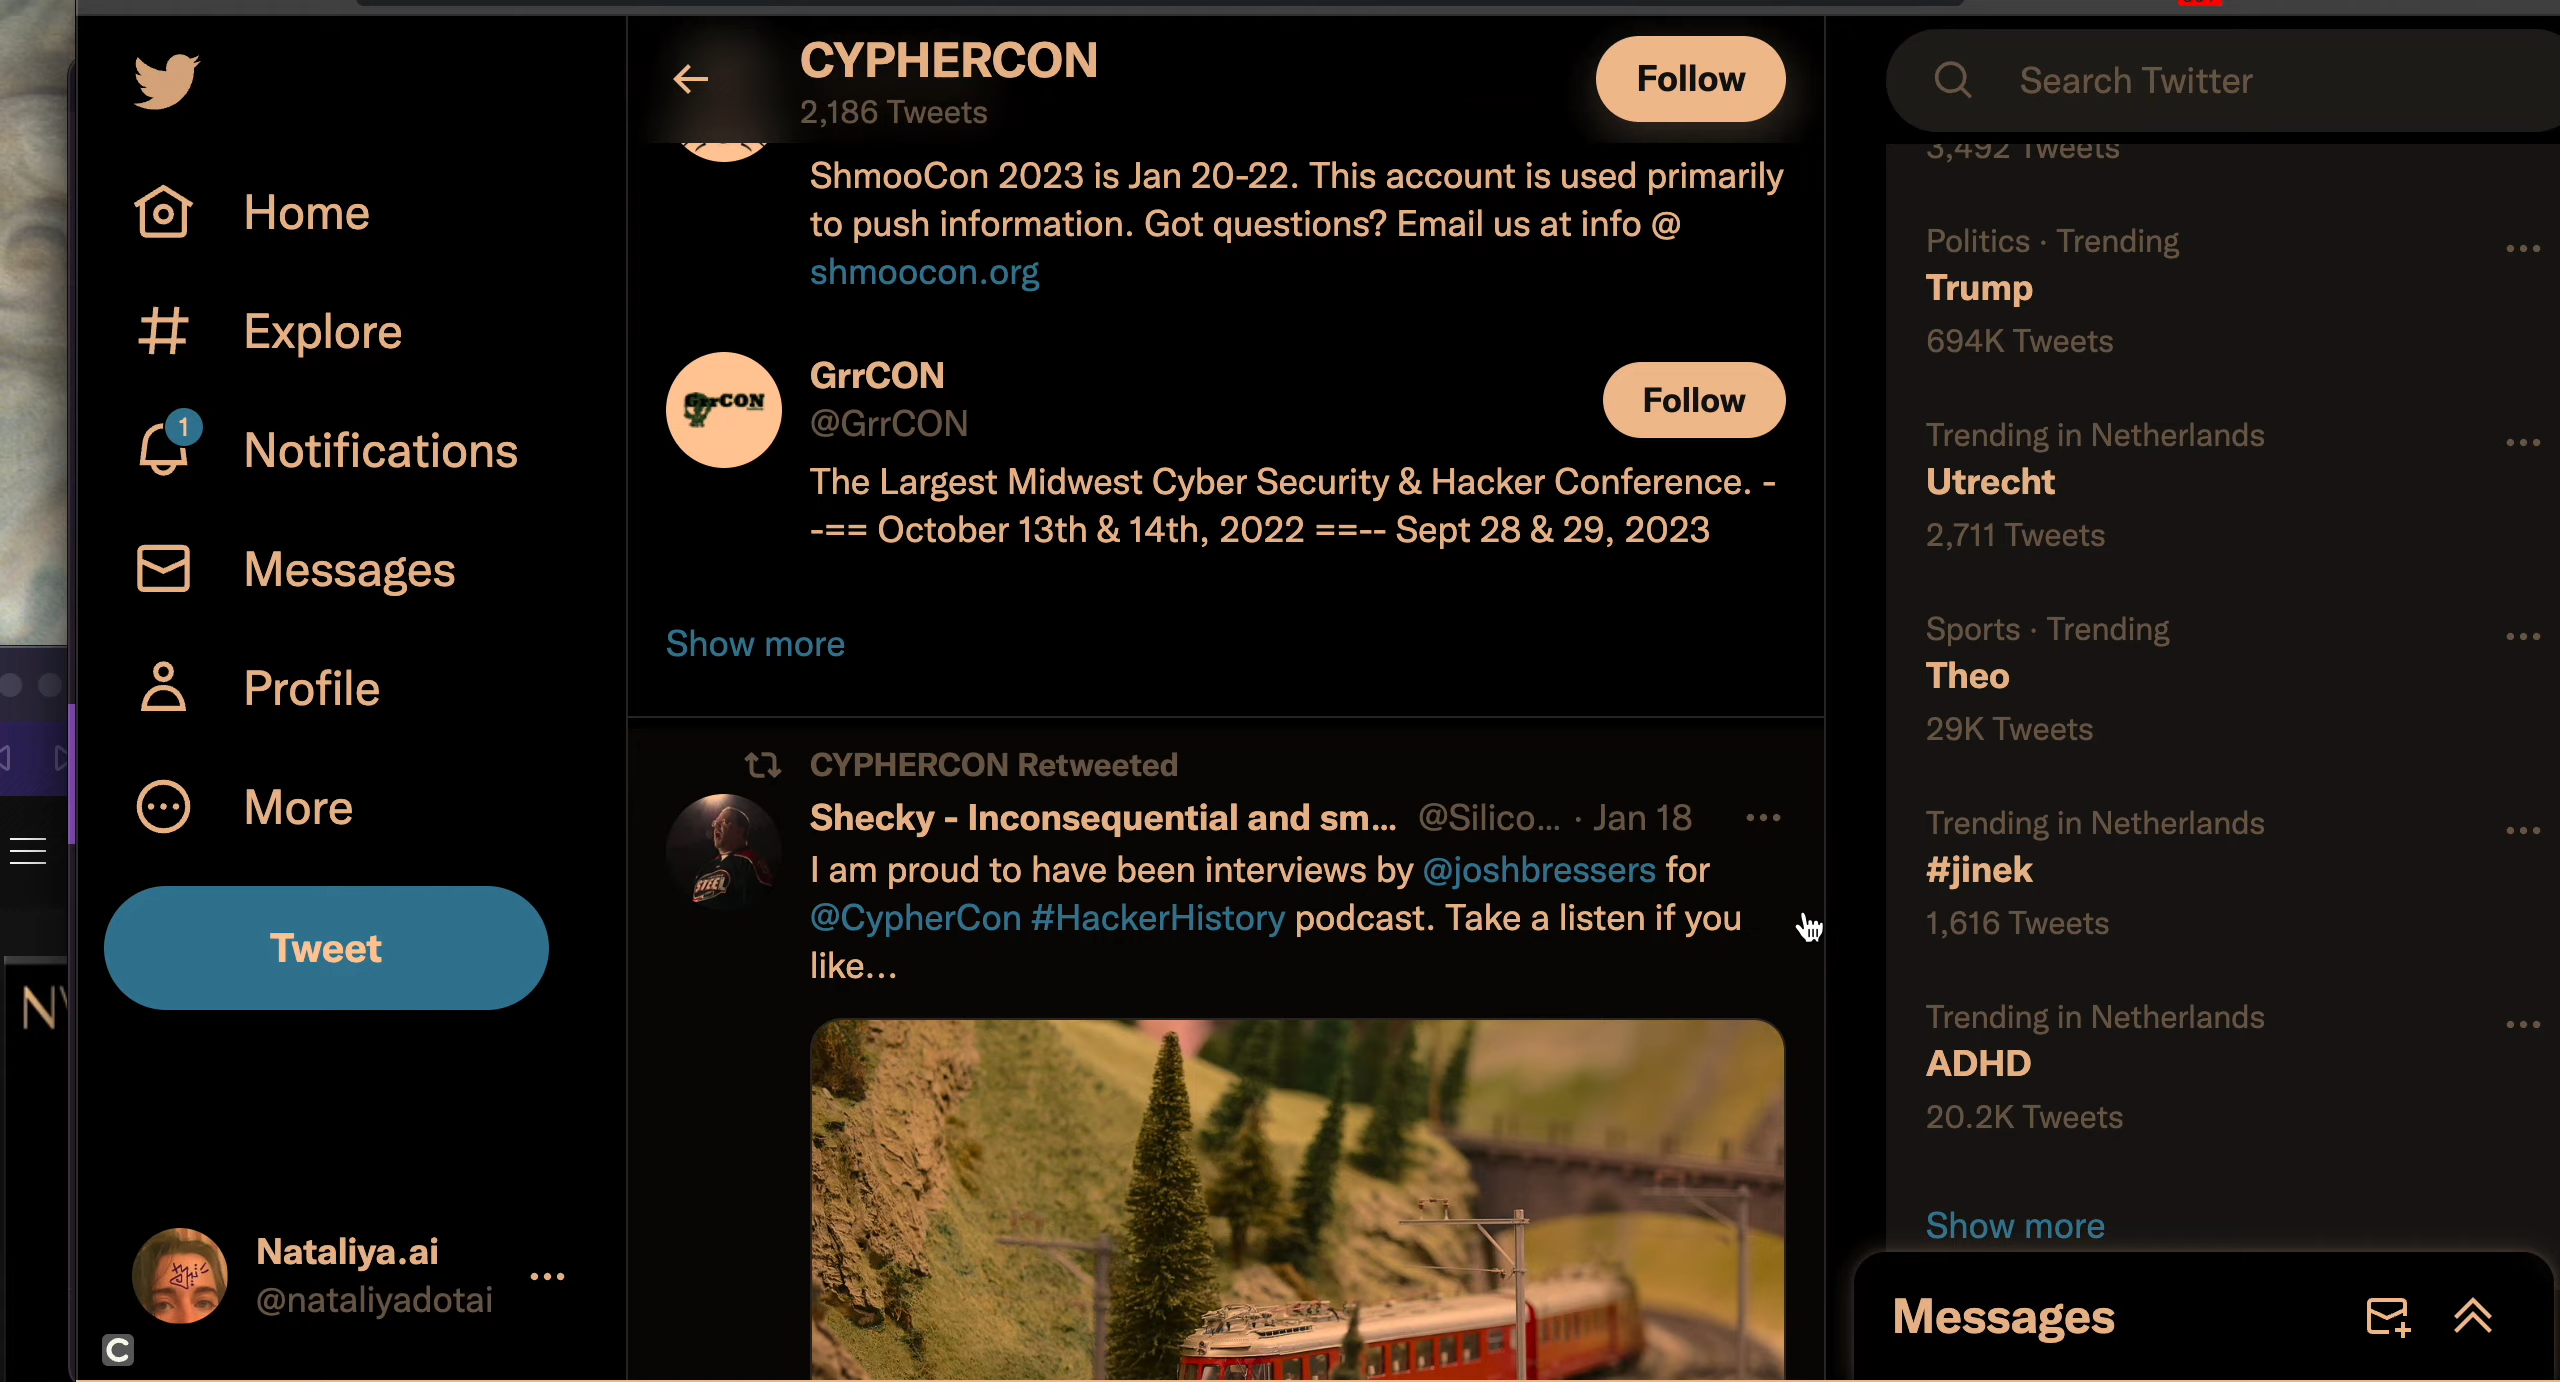 Home
Explore
1
Notifications
Messages
Profile
More
Tweet
Nataliya.ai
@nataliyadotai
C
CYPHERCON
2,186 Tweets
Follow
ShmooCon 2023 is Jan 20-22. This account is used primarily
to push information. Got questions? Email us at info @
shmoocon.org
GrrCON
GrrCON
@GrrCON
Follow
The Largest Midwest Cyber Security & Hacker Conference. -
-== October 13th & 14th, 2022 ==-- Sept 28 & 29, 2023
Show more
CYPHERCON Retweeted
Shecky - Inconsequential and sm... @Silico... · Jan 18
I am proud to have been interviews by @joshbressers for
@CypherCon #HackerHistory podcast. Take a listen if you
like...
STEEL
Search Twitter
3,492 Tweets
Politics · Trending
Trump
694K Tweets
Trending in Netherlands
Utrecht
2,711 Tweets
Sports · Trending
Theo
29K Tweets
Trending in Netherlands
#jinek
1,616 Tweets
Trending in Netherlands
ADHD
20.2K Tweets
Show more
Messages